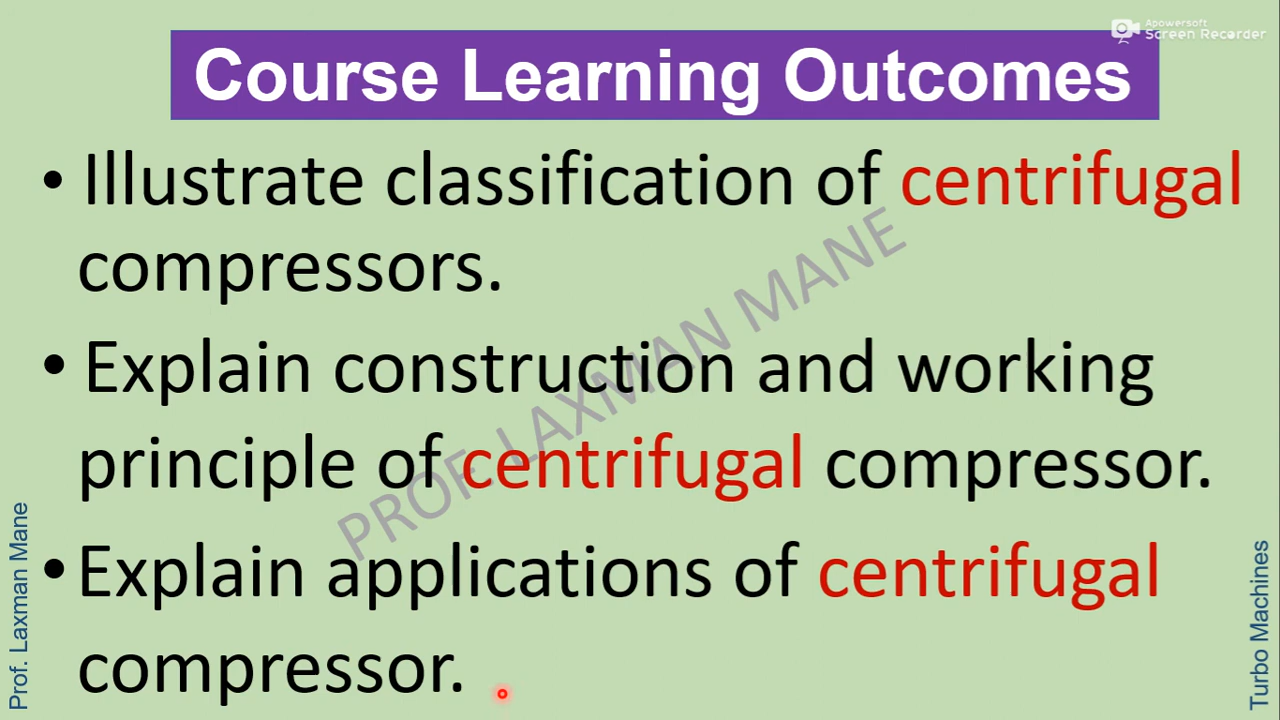 Apowersoft
Screen Recorder
Course Learning Outcomes
• Illustrate classification of centrifugal
compressors.
• Explain construction and working
principle of centrifugal compressor.
• Explain applications of centrifugal
compressor.
PROF. LAXMAN MANE
Prof. Laxman Mane
Turbo Machines